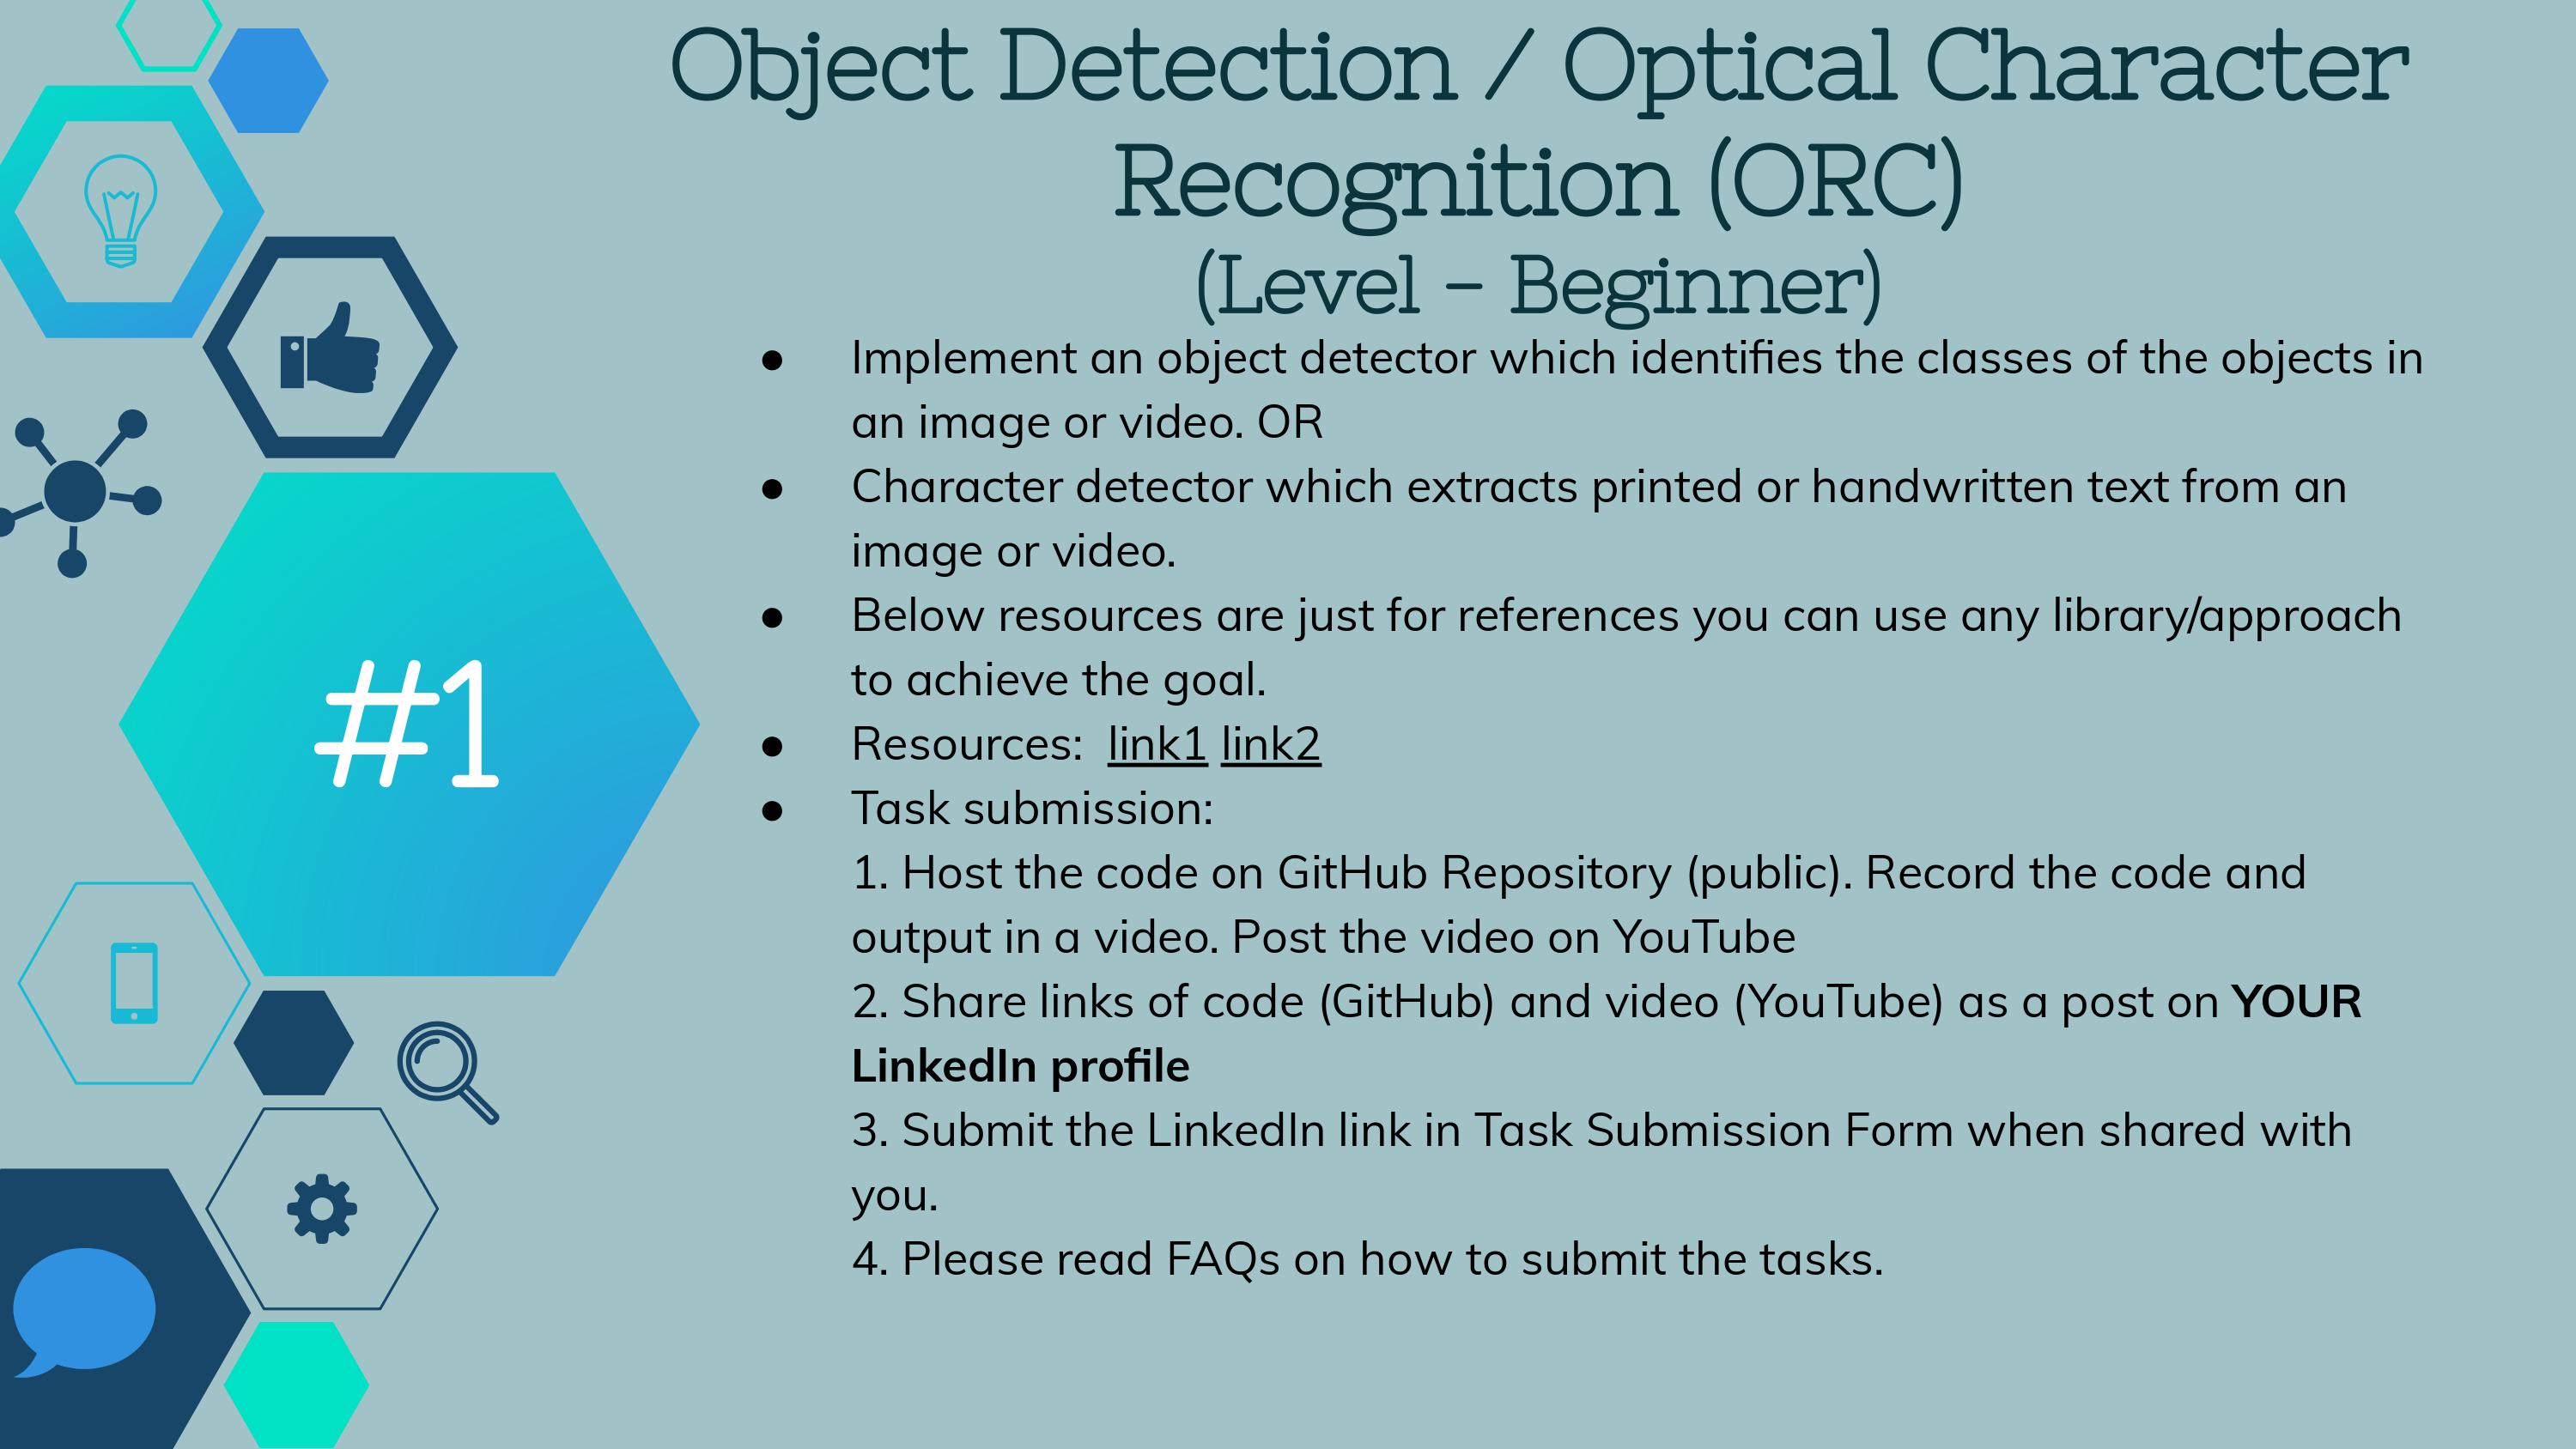 Object Detection / Optical Character
Recognition (ORC)
(Level - Beginner)
● Implement an object detector which identifies the classes of the objects in
an image or video. OR
● Character detector which extracts printed or handwritten text from an
image or video.
● Below resources are just for references you can use any library/approach
to achieve the goal.
● Resources: link1 link2
● Task submission:
1. Host the code on GitHub Repository (public). Record the code and
output in a video. Post the video on YouTube
2. Share links of code (GitHub) and video (YouTube) as a post on YOUR
LinkedIn profile
3. Submit the LinkedIn link in Task Submission Form when shared with
you.
4. Please read FAQs on how to submit the tasks.
#1